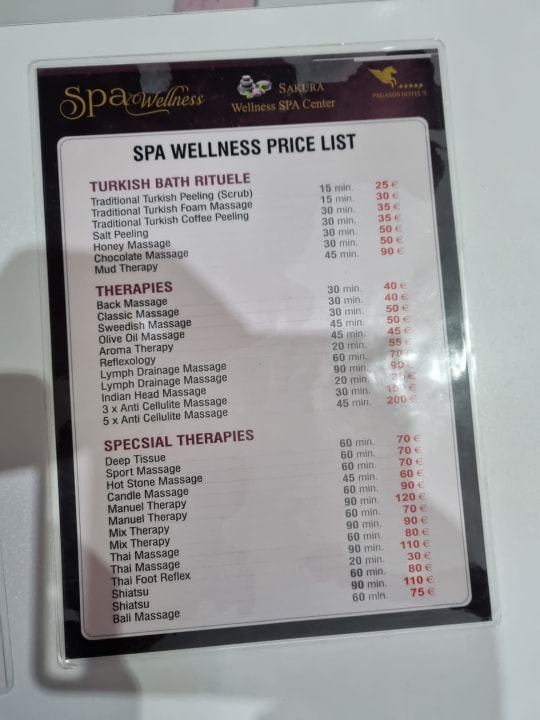 Spa Wellness
SAKURA
Wellness SPA Center
PEGASOS HOTEL'S
SPA WELLNESS PRICE LIST
TURKISH BATH RITUELE
Traditional Turkish Peeling (Scrub) 15 min. 25 €
Traditional Turkish Foam Massage 15 min. 30 €
Traditional Turkish Coffee Peeling 30 min. 35 €
Salt Peeling 30 min. 35 €
Honey Massage 30 min. 50 €
Chocolate Massage 30 min. 50 €
Mud Therapy 45 min. 90 €
THERAPIES
Back Massage 30 min. 40 €
Classic Massage 30 min. 40 €
Swedish Massage 30 min. 50 €
Olive Oil Massage 45 min. 50 €
Aroma Therapy 45 min. 45 €
Reflexology 20 min. 55 €
Lymph Drainage Massage 60 min. 70 €
Lymph Drainage Massage 90 min. 90 €
Indian Head Massage 20 min.
3 x Anti Cellulite Massage 30 min. 150 €
5 x Anti Cellulite Massage 45 min. 200 €
SPECSIAL THERAPIES
Deep Tissue 60 min. 70 €
Sport Massage 60 min. 70 €
Hot Stone Massage 60 min. 70 €
Candle Massage 45 min. 60 €
Manuel Therapy 60 min. 90 €
Manuel Therapy 90 min. 120 €
Mix Therapy 60 min. 70 €
Mix Therapy 90 min. 90 €
Thai Massage 60 min. 80 €
Thai Massage 90 min. 110 €
Thai Foot Reflex 20 min. 30 €
Shiatsu 60 min. 80 €
Shiatsu 90 min. 110 €
Bali Massage 60 min. 75 €